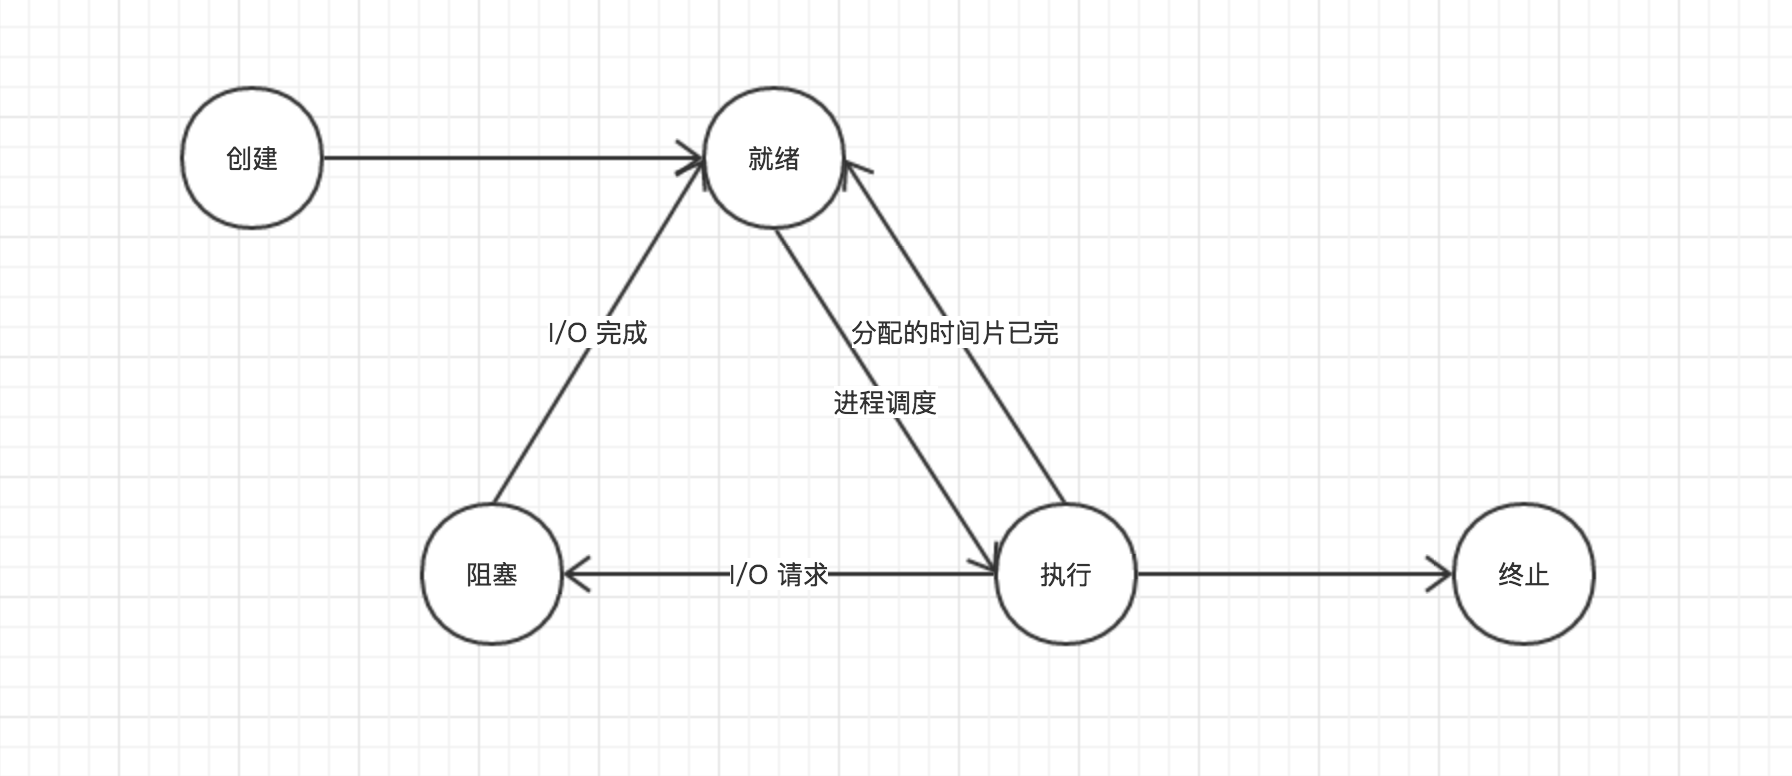 创建
就绪
I/O 完成
分配的时间片已完
进程调度
阻塞
I/O 请求
执行
终止